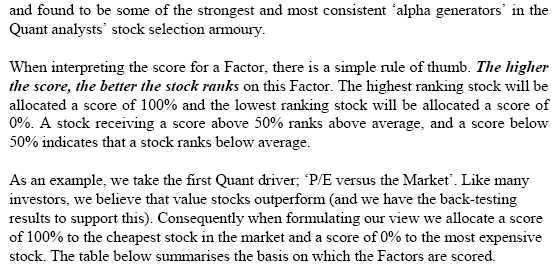 and found to be some of the strongest and most consistent ‘alpha generators’ in the
Quant analysts’ stock selection armoury.
When interpreting the score for a Factor, there is a simple rule of thumb. The higher
the score, the better the stock ranks on this Factor. The highest ranking stock will be
allocated a score of 100% and the lowest ranking stock will be allocated a score of
0%. A stock receiving a score above 50% ranks above average, and a score below
50% indicates that a stock ranks below average.
As an example, we take the first Quant driver; ‘P/E versus the Market’. Like many
investors, we believe that value stocks outperform (and we have the back-testing
results to support this). Consequently when formulating our view we allocate a score
of 100% to the cheapest stock in the market and a score of 0% to the most expensive
stock. The table below summarises the basis on which the Factors are scored.